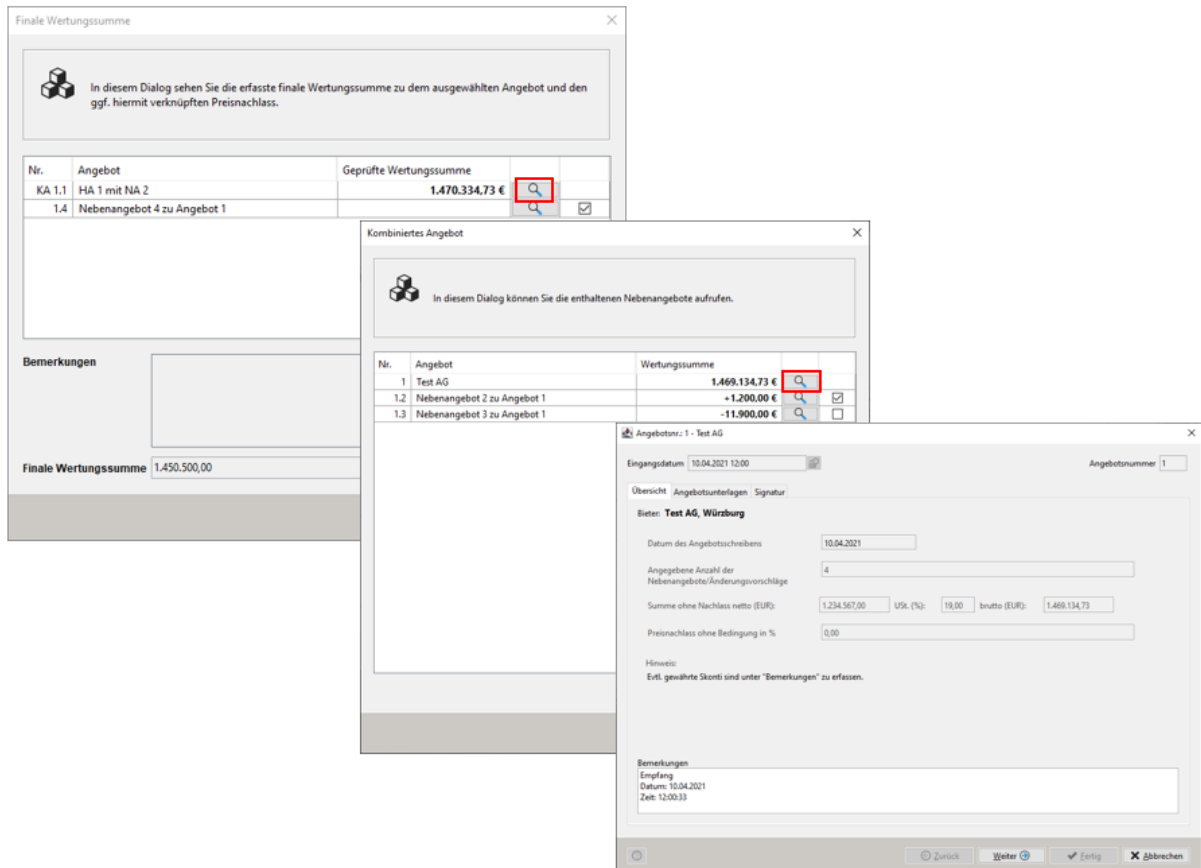 Finale Wertungssumme
In diesem Dialog sehen Sie die erfasste finale Wertungssumme zu dem ausgewählten Angebot und den
ggf. hiermit verknüpften Preisnachlass.
Nr. Angebot Geprüfte Wertungssumme
KA 1.1 HA 1 mit NA 2 1.470.334,73 €
1.4 Nebenangebot 4 zu Angebot 1
Bemerkungen
Finale Wertungssumme 1.450.500,00
Kombiniertes Angebot
In diesem Dialog können Sie die enthaltenen Nebenangebote aufrufen.
Nr. Angebot Wertungssumme
1 Test AG 1.469.134,73 €
1.2 Nebenangebot 2 zu Angebot 1 +1.200,00 €
1.3 Nebenangebot 3 zu Angebot 1 -11.900,00 €
Angebotsnr.: 1 - Test AG
Eingangsdatum 10.04.2021 12:00 Angebotsnummer 1
Übersicht Angebotsunterlagen Signatur
Bieter: Test AG, Würzburg
Datum des Angebotsschreibens 10.04.2021
Angegebene Anzahl der
Nebenangebote/Änderungsvorschläge 4
Summe ohne Nachlass netto (EUR): 1.234.567,00 USt. (%): 19,00 brutto (EUR): 1.469.134,73
Preisnachlass ohne Bedingung in % 0,00
Hinweis:
Evtl. gewährte Skonti sind unter "Bemerkungen" zu erfassen.
Bemerkungen
Empfang
Datum: 10.04.2021
Zeit: 12:00:33
Zurück Weiter Fertig Abbrechen